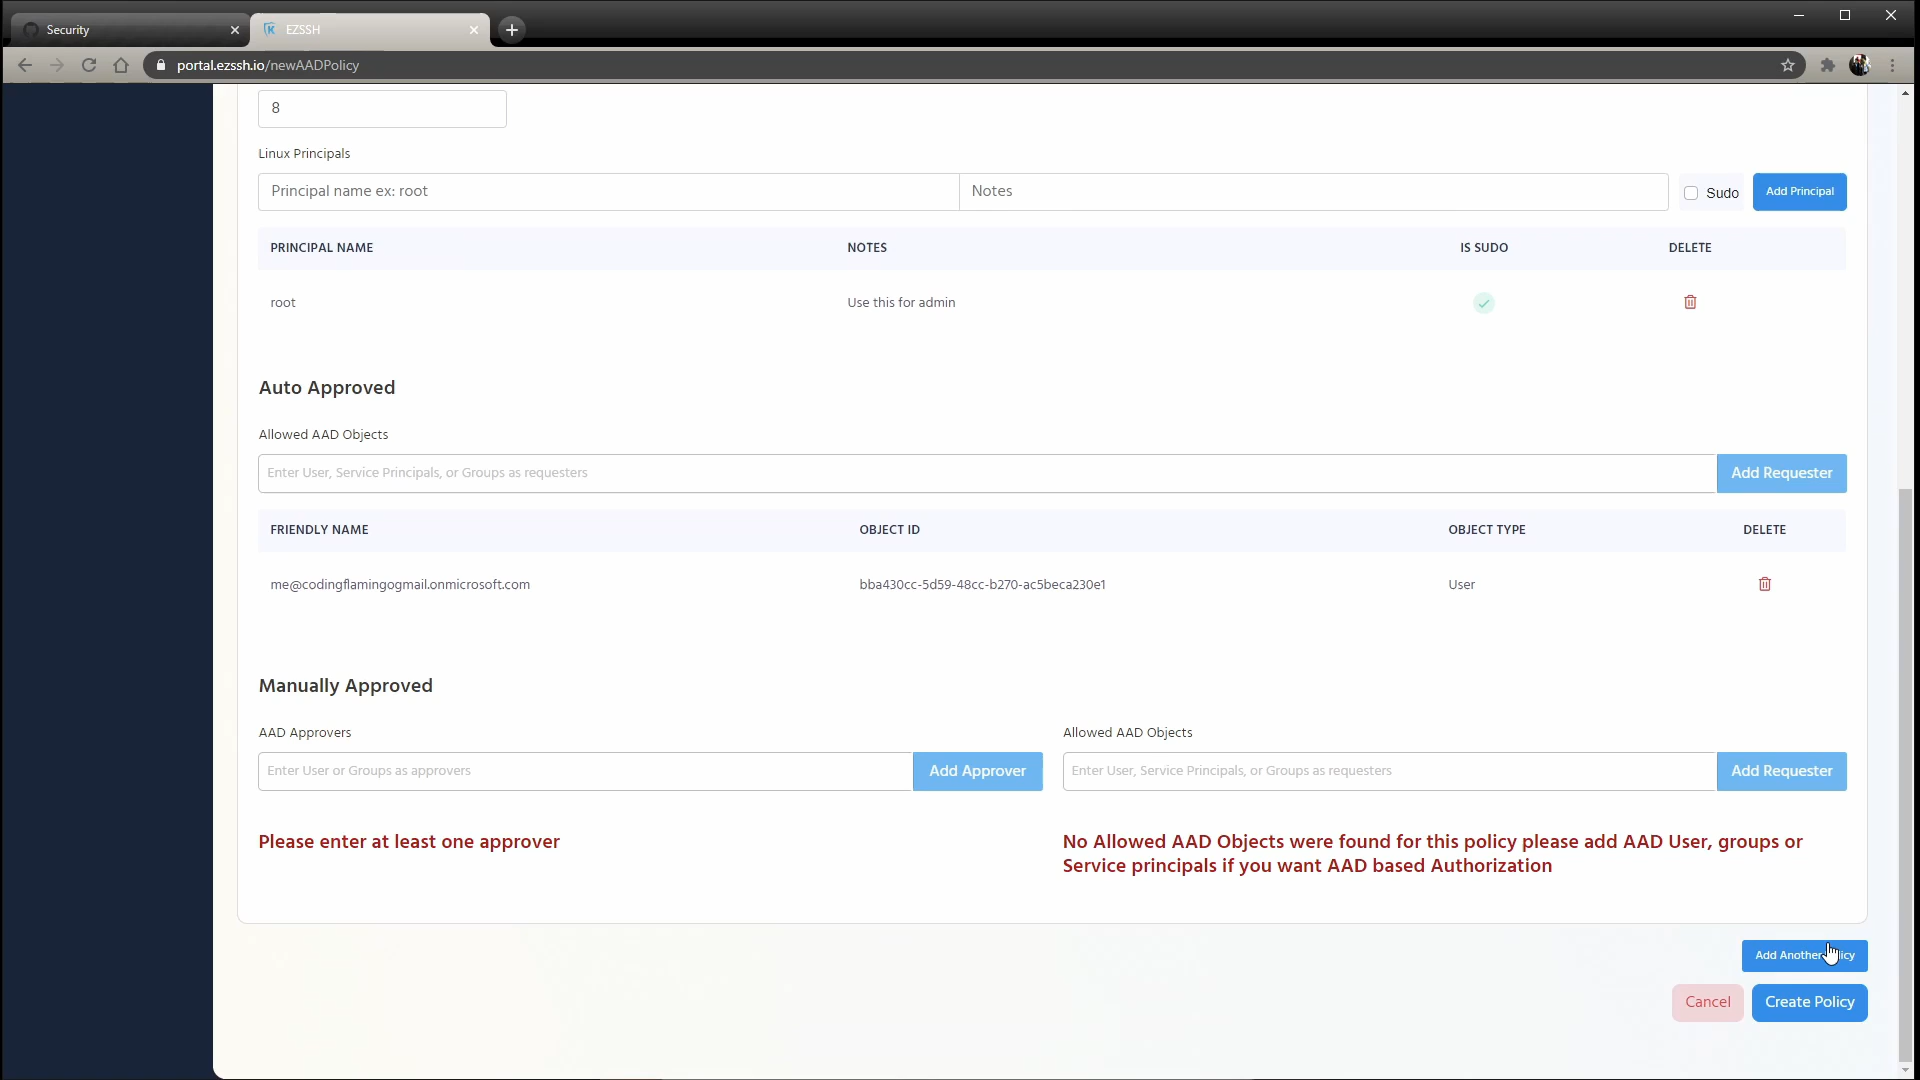 Security
EZSSH
portal.ezssh.io/newAADPolicy
8
Linux Principals
Principal name ex: root
Notes
Sudo
Add Principal
PRINCIPAL NAME NOTES IS SUDO DELETE
root Use this for admin
Auto Approved
Allowed AAD Objects
Enter User, Service Principals, or Groups as requesters
Add Requester
FRIENDLY NAME OBJECT ID OBJECT TYPE DELETE
me@codingflamingogmail.onmicrosoft.com bba430cc-5d59-48cc-b270-ac5beca230e1 User
Manually Approved
AAD Approvers
Enter User or Groups as approvers
Add Approver
Please enter at least one approver
Allowed AAD Objects
Enter User, Service Principals, or Groups as requesters
Add Requester
No Allowed AAD Objects were found for this policy please add AAD User, groups or
Service principals if you want AAD based Authorization
Add Another
Cancel
Create Policy